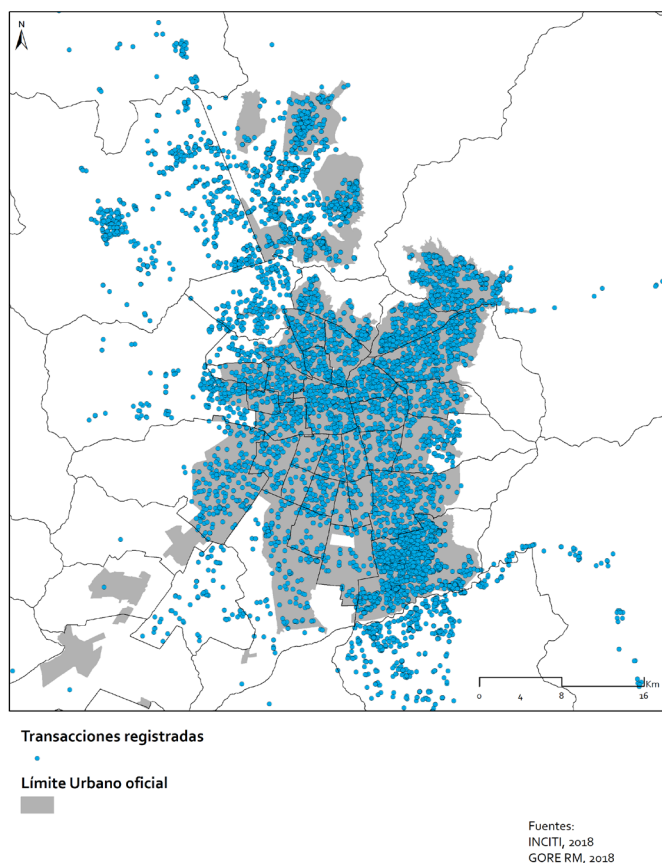 N
Km
0 4 8 16
Transacciones registradas
Límite Urbano oficial
Fuentes:
INCITI, 2018
GORE RM, 2018